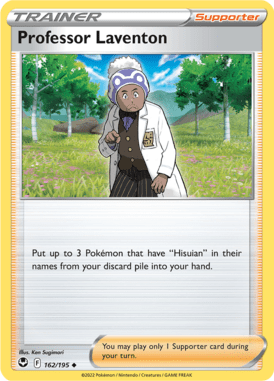 TRAINER Supporter
Professor Laventon
Put up to 3 Pokémon that have “Hisuian” in their
names from your discard pile into your hand.
Illus. Ken Sugimori
You may play only 1 Supporter card during
your turn.
F 162/195
©2022 Pokémon / Nintendo / Creatures / GAME FREAK